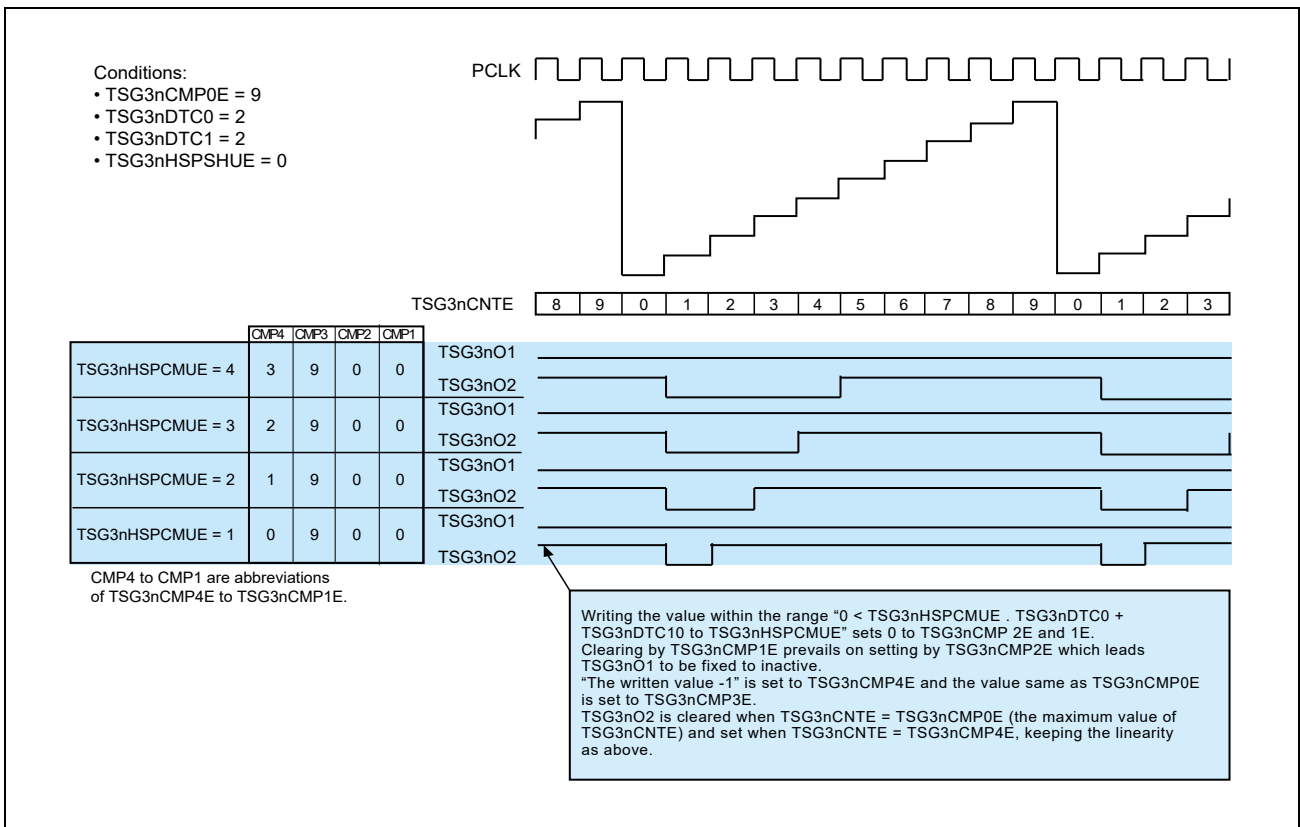 Conditions:
• TSG3nCMP0E = 9
• TSG3nDTC0 = 2
• TSG3nDTC1 = 2
• TSG3nHSPSHUE = 0
PCLK
TSG3nCNTE 8 9 0 1 2 3 4 5 6 7 8 9 0 1 2 3
CMP4 CMP3 CMP2 CMP1
TSG3nHSPCMUE = 4 3 9 0 0
TSG3nO1
TSG3nO2
TSG3nHSPCMUE = 3 2 9 0 0
TSG3nO1
TSG3nO2
TSG3nHSPCMUE = 2 1 9 0 0
TSG3nO1
TSG3nO2
TSG3nHSPCMUE = 1 0 9 0 0
TSG3nO1
TSG3nO2
CMP4 to CMP1 are abbreviations
of TSG3nCMP4E to TSG3nCMP1E.
Writing the value within the range “0 < TSG3nHSPCMUE . TSG3nDTC0 +
TSG3nDTC10 to TSG3nHSPCMUE” sets 0 to TSG3nCMP 2E and 1E.
Clearing by TSG3nCMP1E prevails on setting by TSG3nCMP2E which leads
TSG3nO1 to be fixed to inactive.
“The written value -1” is set to TSG3nCMP4E and the value same as TSG3nCMP0E
is set to TSG3nCMP3E.
TSG3nO2 is cleared when TSG3nCNTE = TSG3nCMP0E (the maximum value of
TSG3nCNTE) and set when TSG3nCNTE = TSG3nCMP4E, keeping the linearity
as above.